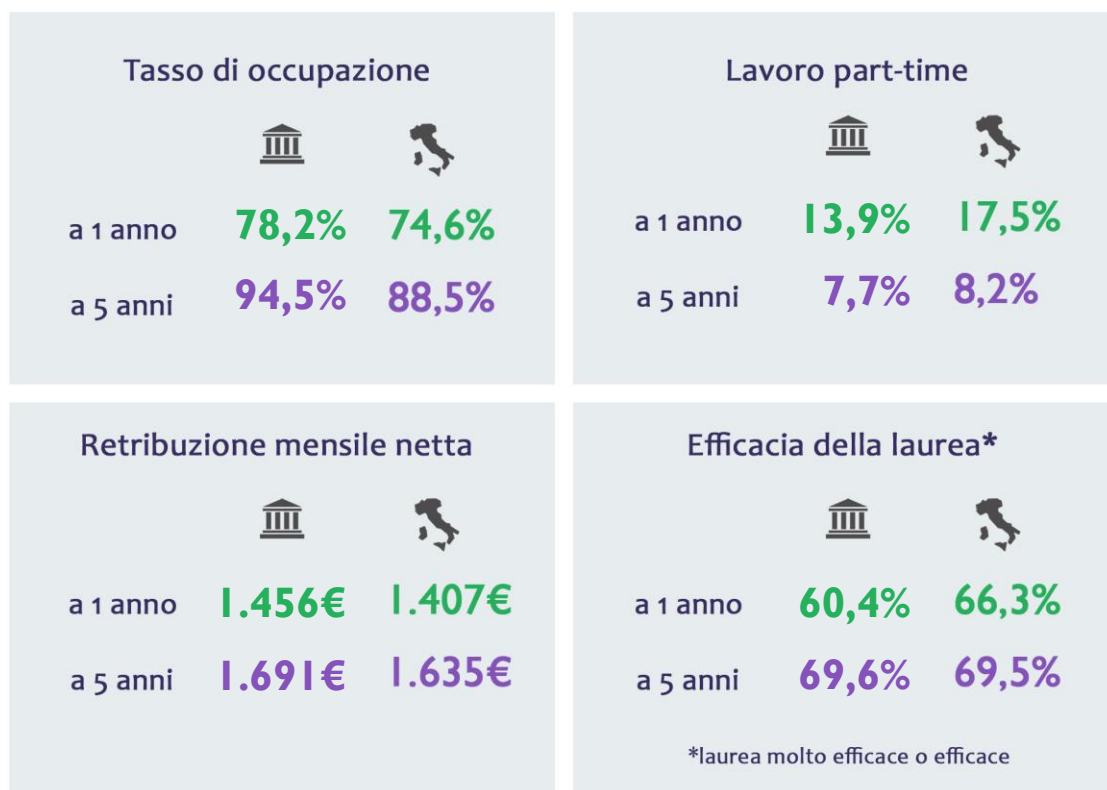 Tasso di occupazione
a 1 anno 78,2% 74,6%
a 5 anni 94,5% 88,5%
Lavoro part-time
a 1 anno 13,9% 17,5%
a 5 anni 7,7% 8,2%
Retribuzione mensile netta
a 1 anno 1.456€ 1.407€
a 5 anni 1.691€ 1.635€
Efficacia della laurea*
a 1 anno 60,4% 66,3%
a 5 anni 69,6% 69,5%
*laurea molto efficace o efficace